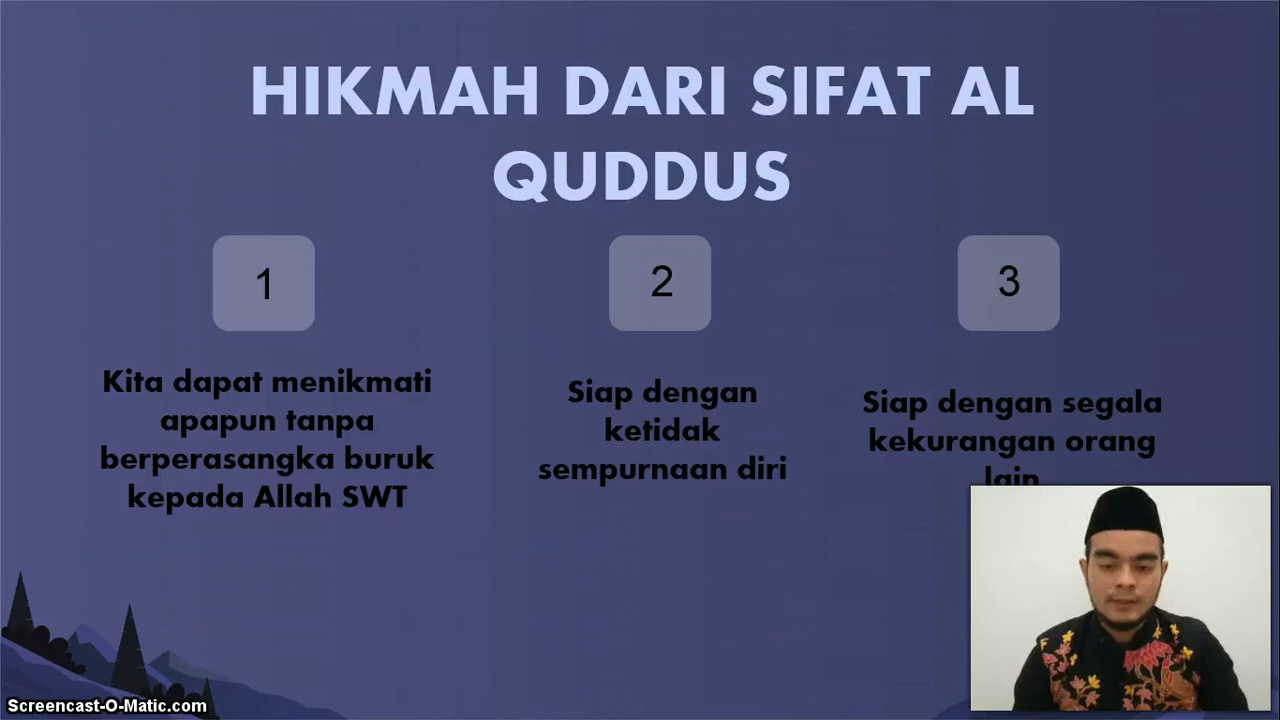 HIKMAH DARI SIFAT AL
QUDDUS
1
Kita dapat menikmati
apapun tanpa
berperasangka buruk
kepada Allah SWT
2
Siap dengan
ketidak
sempurnaan diri
3
Siap dengan segala
kekurangan orang
lain
Screencast-O-Matic.com